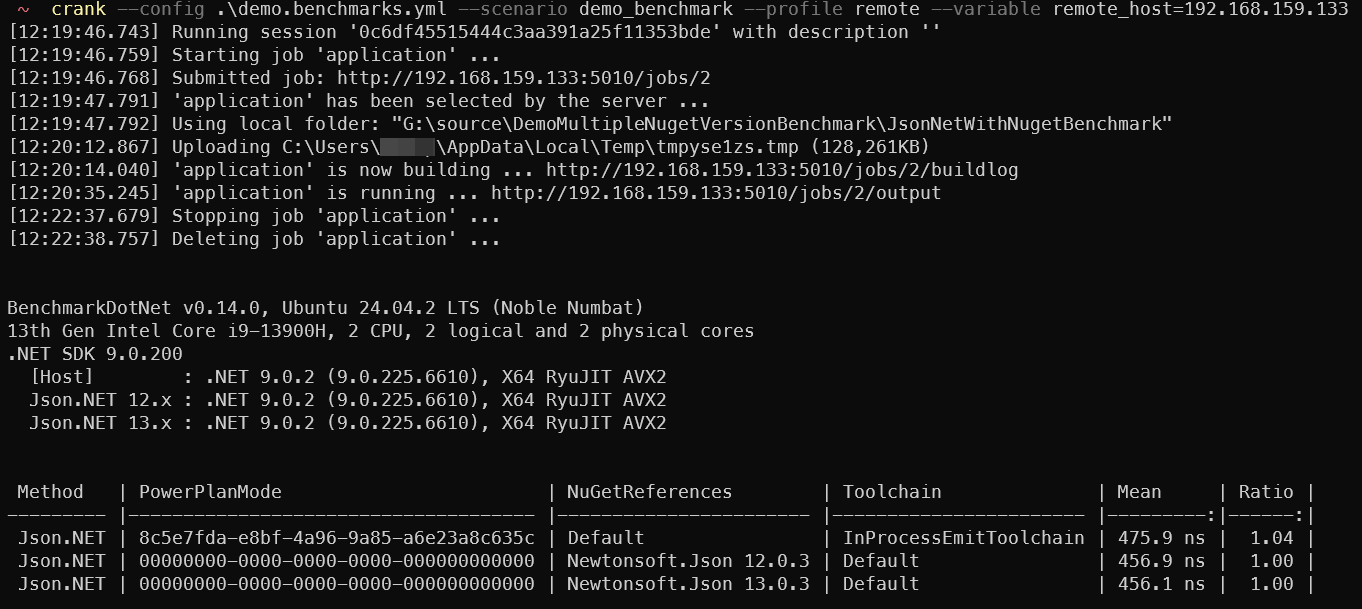 ~ crank --config .\demo.benchmarks.yml --scenario demo_benchmark --profile remote --variable remote_host=192.168.159.133
[12:19:46.743] Running session '0c6df45515444c3aa391a25f11353bde' with description ''
[12:19:46.759] Starting job 'application' ...
[12:19:46.768] Submitted job: http://192.168.159.133:5010/jobs/2
[12:19:47.791] 'application' has been selected by the server ...
[12:19:47.792] Using local folder: "G:\source\DemoMultipleNugetVersionBenchmark\JsonNetWithNugetBenchmark"
[12:20:12.867] Uploading C:\Users\ \AppData\Local\Temp\tmpyse1zs.tmp (128,261KB)
[12:20:14.040] 'application' is now building ... http://192.168.159.133:5010/jobs/2/buildlog
[12:20:35.245] 'application' is running ... http://192.168.159.133:5010/jobs/2/output
[12:22:37.679] Stopping job 'application' ...
[12:22:38.757] Deleting job 'application' ...
BenchmarkDotNet v0.14.0, Ubuntu 24.04.2 LTS (Noble Numbat)
13th Gen Intel Core i9-13900H, 2 CPU, 2 logical and 2 physical cores
.NET SDK 9.0.200
[Host] : .NET 9.0.2 (9.0.225.6610), X64 RyuJIT AVX2
Json.NET 12.x : .NET 9.0.2 (9.0.225.6610), X64 RyuJIT AVX2
Json.NET 13.x : .NET 9.0.2 (9.0.225.6610), X64 RyuJIT AVX2
Method | PowerPlanMode | NuGetReferences | Toolchain | Mean | Ratio |
--------- |------------------------------------- |----------------------- |----------------------- |---------:|------:|
Json.NET | 8c5e7fda-e8bf-4a96-9a85-a6e23a8c635c | Default | InProcessEmitToolchain | 475.9 ns | 1.04 |
Json.NET | 00000000-0000-0000-0000-000000000000 | Newtonsoft.Json 12.0.3 | Default | 456.9 ns | 1.00 |
Json.NET | 00000000-0000-0000-0000-000000000000 | Newtonsoft.Json 13.0.3 | Default | 456.1 ns | 1.00 |